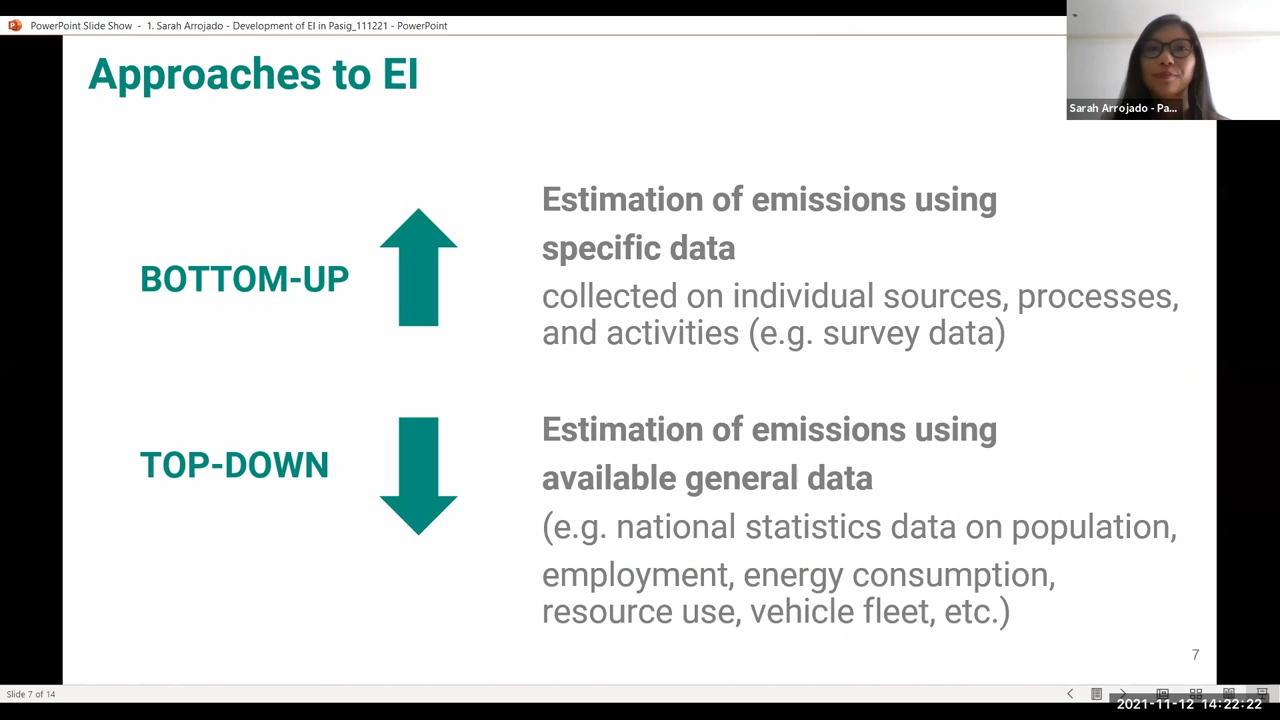 PowerPoint Slide Show - 1. Sarah Arrojado - Development of EI in Pasig_111221 - PowerPoint
Sarah Arrojado - Pa...
Approaches to EI
BOTTOM-UP
Estimation of emissions using
specific data
collected on individual sources, processes,
and activities (e.g. survey data)
TOP-DOWN
Estimation of emissions using
available general data
(e.g. national statistics data on population,
employment, energy consumption,
resource use, vehicle fleet, etc.)
7
Slide 7 of 14
2021-11-12 14:22:22